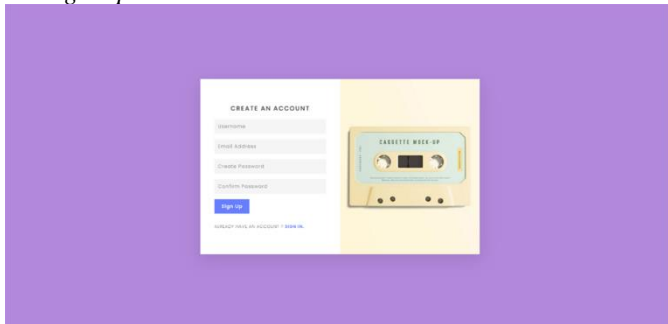 CREATE AN ACCOUNT
Username
Email Address
Create Password
Confirm Password
Sign Up
ALREADY HAVE AN ACCOUNT ? SIGN IN.
CASSETTE MOCK-UP